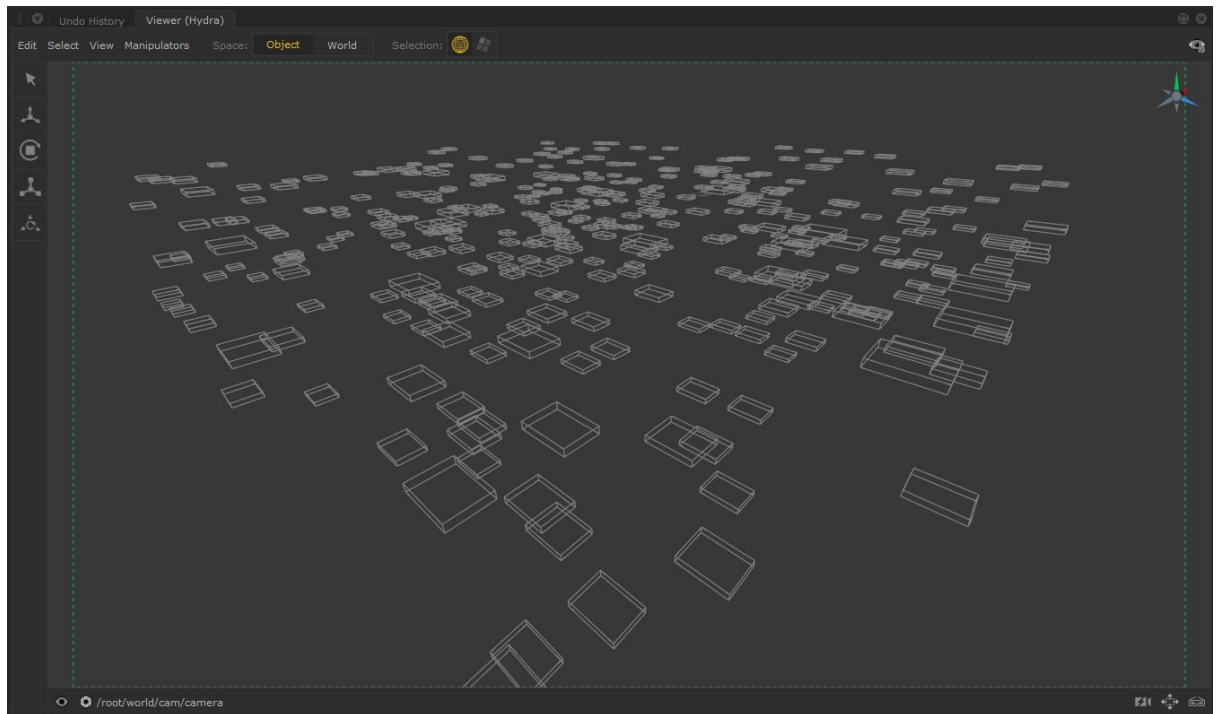 Undo History Viewer (Hydra)
Edit Select View Manipulators Space: Object World Selection:
/root/world/cam/camera